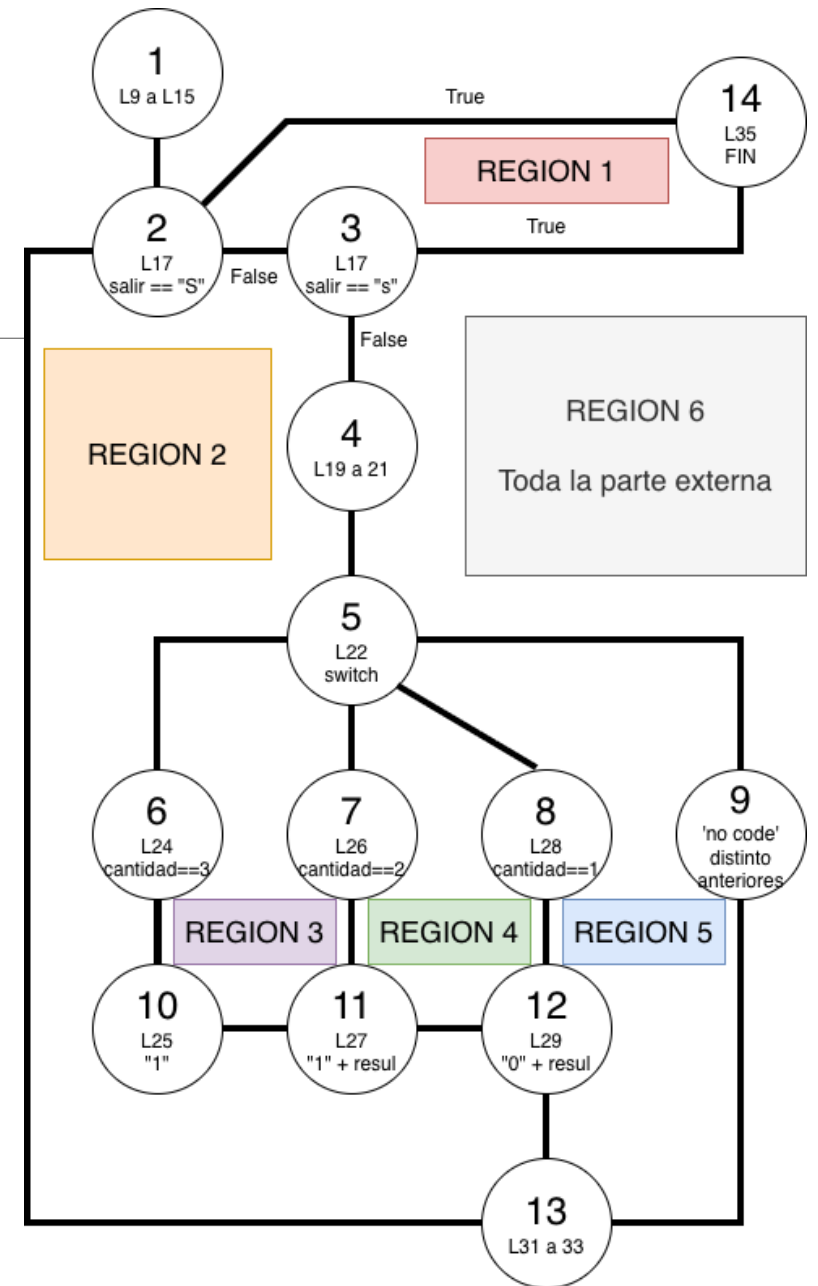 1
L9 a L15
True
14
L35
FIN
REGION 1
2
L17
salir == "S"
False
3
L17
salir == "s"
True
False
REGION 2
4
L19 a 21
REGION 6
Toda la parte externa
5
L22
switch
6
L24
cantidad==3
7
L26
cantidad==2
8
L28
cantidad==1
9
'no code'
distinto
anteriores
REGION 3
REGION 4
REGION 5
10
L25
"1"
11
L27
"1" + resul
12
L29
"0" + resul
13
L31 a 33